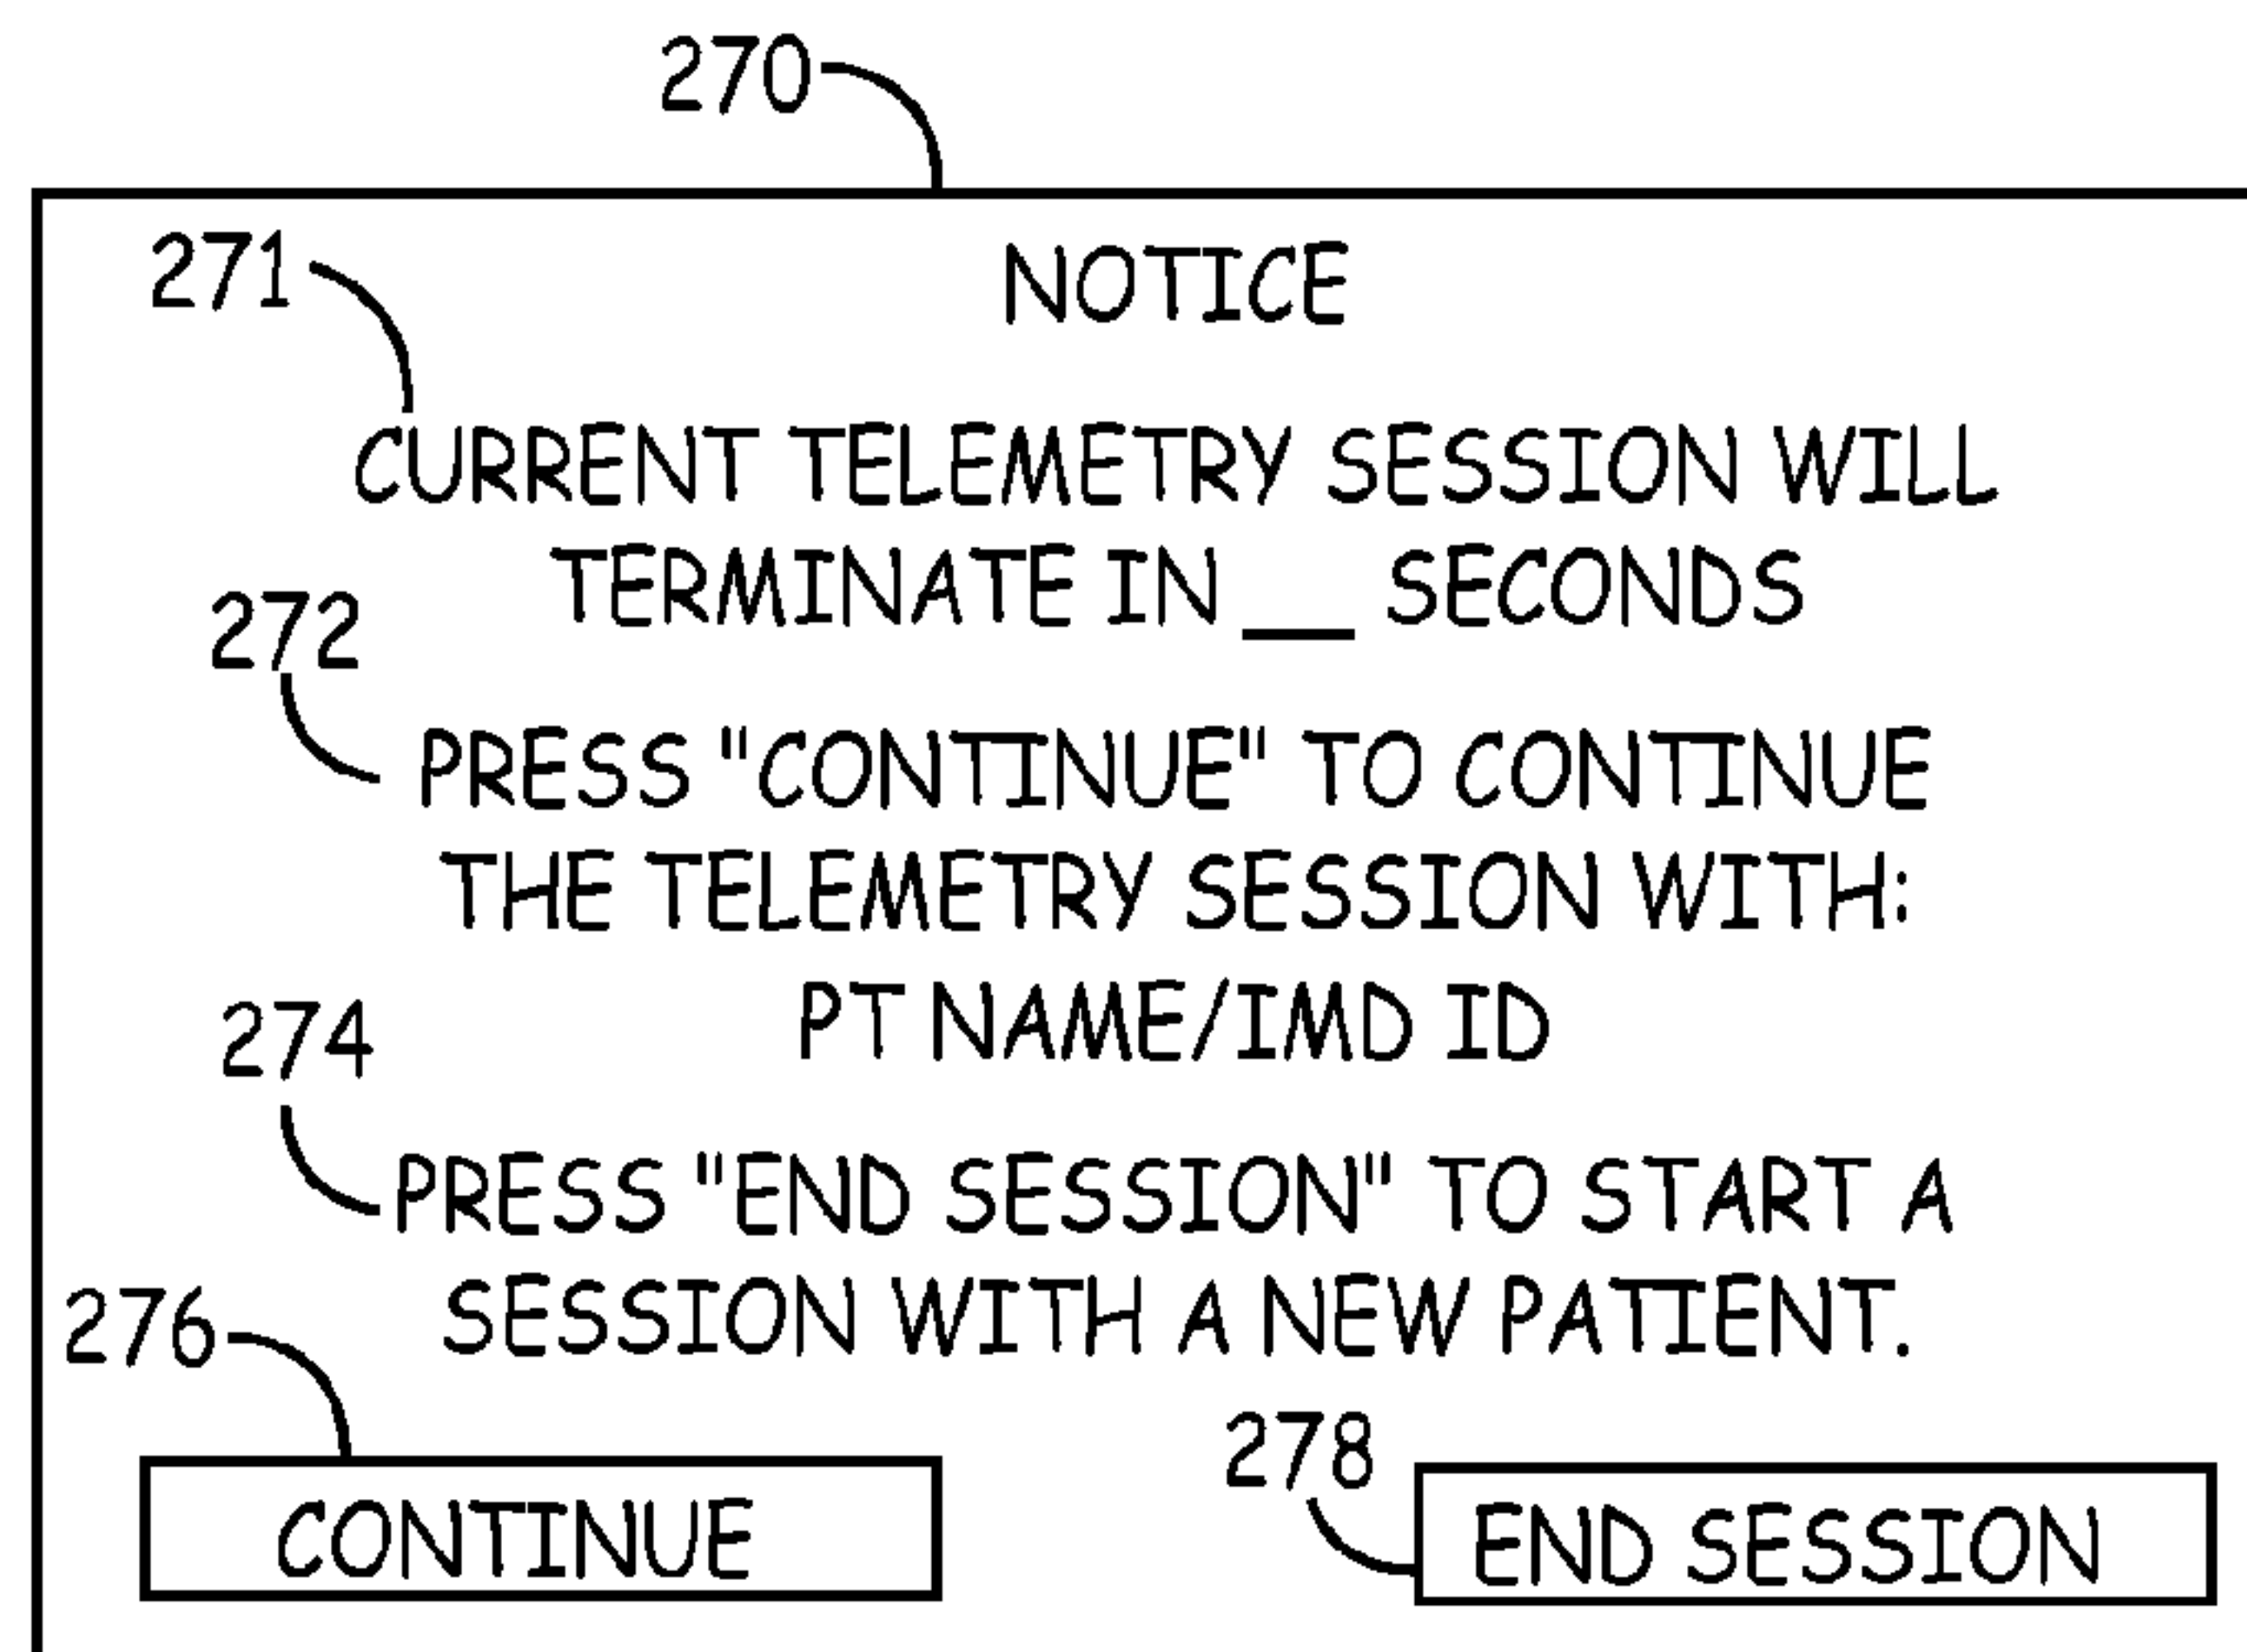 270
271
NOTICE
CURRENT TELEMETRY SESSION WILL
TERMINATE IN __ SECONDS
272
PRESS "CONTINUE" TO CONTINUE
THE TELEMETRY SESSION WITH:
PT NAME/IMD ID
274
PRESS "END SESSION" TO START A
SESSION WITH A NEW PATIENT.
276
278
CONTINUE
END SESSION